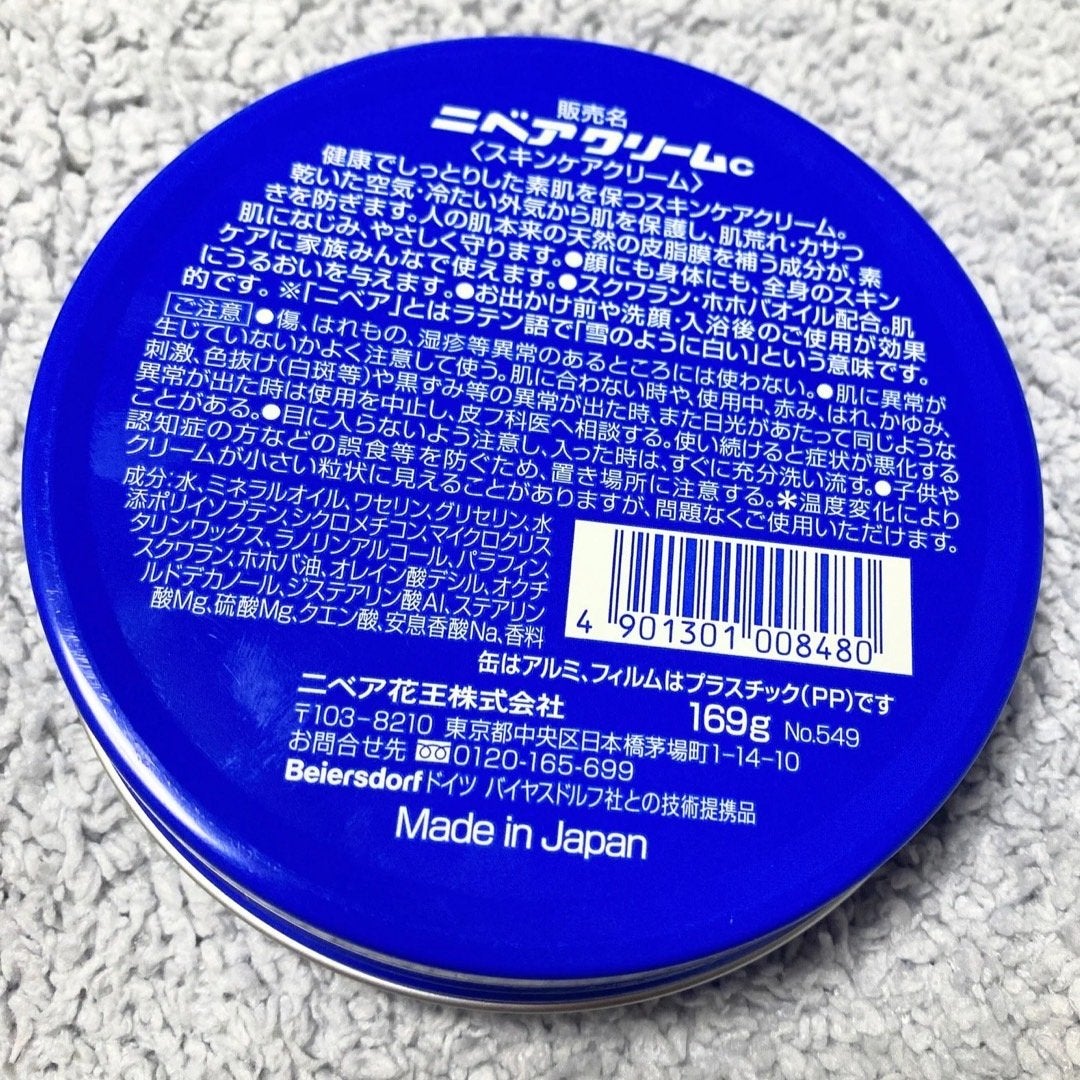 販売名
ニベアクリームc
〈スキンケアクリーム〉
健康でしっとりした素肌を保つスキンケアクリーム。
乾いた空気・冷たい外気から肌を保護し、肌荒れ・カサつ
きを防ぎます。人の肌本来の天然の皮脂膜を補う成分が、素
肌になじみ、やさしく守ります。●顔にも身体にも、全身のスキン
ケアに家族みんなで使えます。●スクワラン・ホホバオイル配合。肌
にうるおいを与えます。●お出かけ前や洗顔・入浴後のご使用が効果
的です。※「ニベア」とはラテン語で「雪のように白い」という意味です。
ご注意 ●傷、はれもの、湿疹等異常のあるところには使わない。●肌に異常が
生じていないかよく注意して使う。肌に合わない時や、使用中、赤み、はれ、かゆみ、
刺激、色抜け(白斑等)や黒ずみ等の異常が出た時、また日光があたって同じような
異常が出た時は使用を中止し、皮フ科医へ相談する。使い続けると症状が悪化する
ことがある。●目に入らないよう注意し、入った時は、すぐに充分洗い流す。●子供や
認知症の方などの誤食等を防ぐため、置き場所に注意する。＊温度変化により
クリームが小さい粒状に見えることがありますが、問題なくご使用いただけます。
成分:水、ミネラルオイル、ワセリン、グリセリン、水
添ポリイソブテン、シクロメチコン、マイクロクリス
タリンワックス、ラノリンアルコール、パラフィン、
スクワラン、ホホバ油、オレイン酸デシル、オクチ
ルドデカノール、ジステアリン酸Al、ステアリン
酸Mg、硫酸Mg、クエン酸、安息香酸Na、香料
4 901301 008480
缶はアルミ、フィルムはプラスチック(PP)です
ニベア花王株式会社 169g No.549
〒103-8210 東京都中央区日本橋茅場町1-14-10
お問合せ先 0120-165-699
Beiersdorfドイツ バイヤスドルフ社との技術提携品
Made in Japan